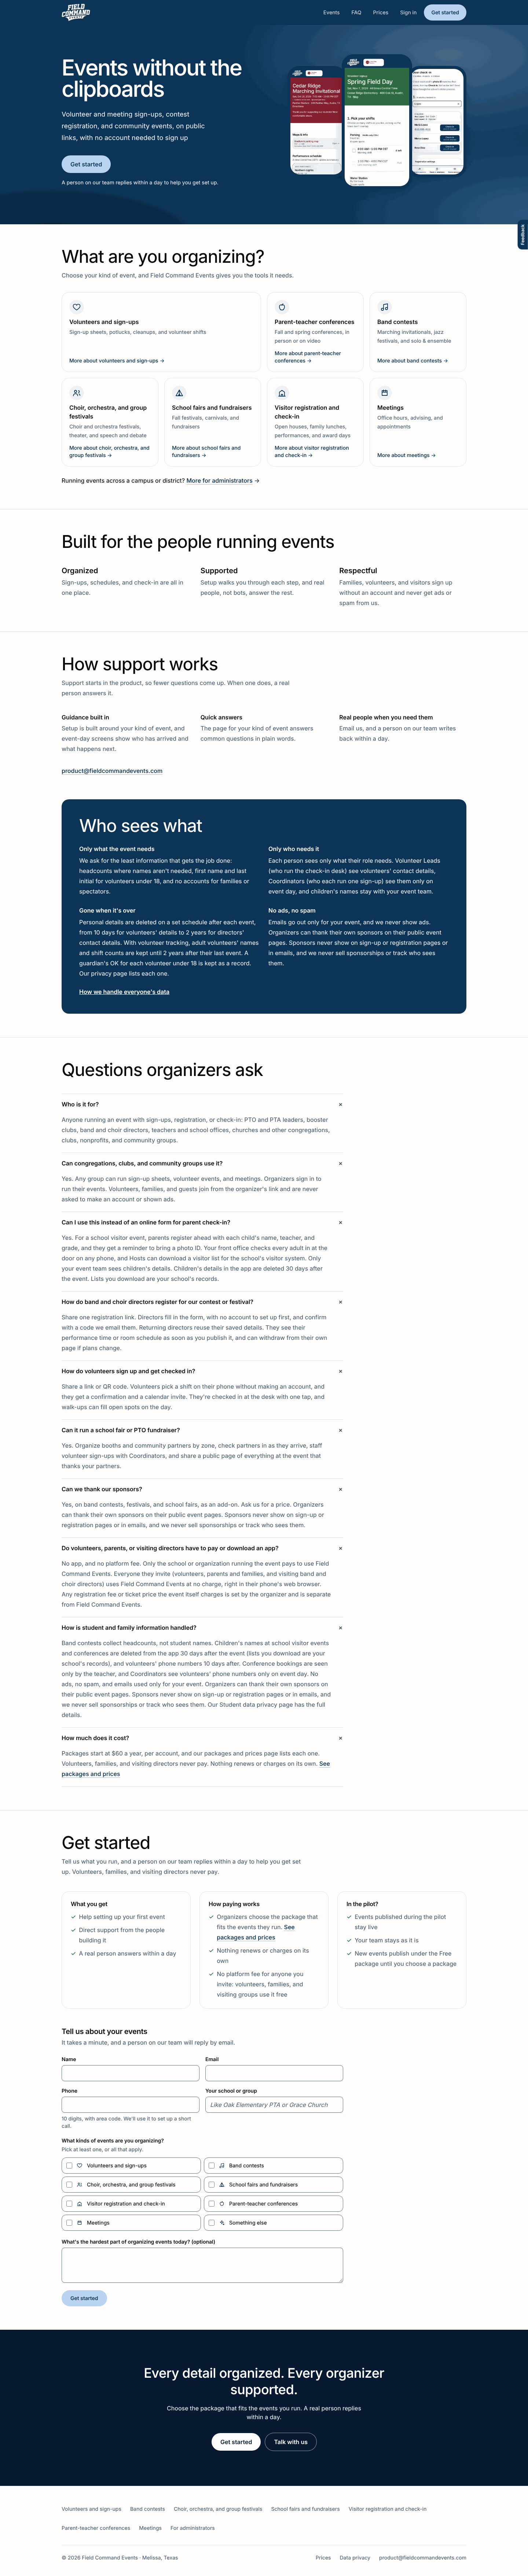 FIELD COMMAND EVENTS
Events
FAQ
Prices
Sign in
Get started
Events without the
clipboards
Volunteer and meeting sign-ups, contest
registration, and community events, on public
links, with no account needed to sign up
Get started
A person on our team replies within a day to help you get set up.
Cedar Ridge
Marching Invitational
Spring Field Day
1. Pick your shifts
Feedback
What are you organizing?
Choose your kind of event, and Field Command Events gives you the tools it needs.
Volunteers and sign-ups
Sign-up sheets, potlucks, cleanups, and volunteer shifts
More about volunteers and sign-ups →
Parent-teacher conferences
Fall and spring conferences, in
person or on video
More about parent-teacher
conferences →
Band contests
Marching invitationals, jazz
festivals, and solo & ensemble
More about band contests →
Choir, orchestra, and group
festivals
Choir and orchestra festivals,
theater, and speech and debate
More about choir, orchestra, and
group festivals →
School fairs and fundraisers
Fall festivals, carnivals, and
fundraisers
More about school fairs and
fundraisers →
Visitor registration and
check-in
Open houses, family lunches,
performances, and award days
More about visitor registration
and check-in →
Meetings
Office hours, advising, and
appointments
More about meetings →
Running events across a campus or district? More for administrators →
Built for the people running events
Organized
Sign-ups, schedules, and check-in are all in
one place.
Supported
Setup walks you through each step, and real
people, not bots, answer the rest.
Respectful
Families, volunteers, and visitors sign up
without an account and never get ads or
spam from us.
How support works
Support starts in the product, so fewer questions come up. When one does, a real
person answers it.
Guidance built in
Setup is built around your kind of event, and
event-day screens show who has arrived and
what happens next.
Quick answers
The page for your kind of event answers
common questions in plain words.
Real people when you need them
Email us, and a person on our team writes
back within a day.
product@fieldcommandevents.com
Who sees what
Only what the event needs
We ask for the least information that gets the job done:
headcounts where names aren't needed, first name and last
initial for volunteers under 18, and no accounts for families or
spectators.
Only who needs it
Each person sees only what their role needs. Volunteer Leads
(who run the check-in desk) see volunteers' contact details,
Coordinators (who each run one sign-up) see them only on
event day, and children's names stay with your event team.
Gone when it's over
Personal details are deleted on a set schedule after each event,
from 10 days for volunteers' details to 2 years for directors'
contact details. With volunteer tracking, adult volunteers' names
and shift counts are kept until 2 years after their last event. A
guardian's OK for each volunteer under 18 is kept as a record.
Our privacy page lists each one.
No ads, no spam
Emails go out only for your event, and we never show ads.
Organizers can thank their own sponsors on their public event
pages. Sponsors never show on sign-up or registration pages or
in emails, and we never sell sponsorships or track who sees
them.
How we handle everyone's data
Questions organizers ask
Who is it for?
Anyone running an event with sign-ups, registration, or check-in: PTO and PTA leaders, booster
clubs, band and choir directors, teachers and school offices, churches and other congregations,
clubs, nonprofits, and community groups.
Can congregations, clubs, and community groups use it?
Yes. Any group can run sign-up sheets, volunteer events, and meetings. Organizers sign in to
run their events. Volunteers, families, and guests join from the organizer's link and are never
asked to make an account or shown ads.
Can I use this instead of an online form for parent check-in?
Yes. For a school visitor event, parents register ahead with each child's name, teacher, and
grade, and they get a reminder to bring a photo ID. Your front office checks every adult in at the
door on any phone, and Hosts can download a visitor list for the school's visitor system. Only
your event team sees children's details. Children's details in the app are deleted 30 days after
the event. Lists you download are your school's records.
How do band and choir directors register for our contest or festival?
Share one registration link. Directors fill in the form, with no account to set up first, and confirm
with a code we email them. Returning directors reuse their saved details. They see their
performance time or room schedule as soon as you publish it, and can withdraw from their own
page if plans change.
How do volunteers sign up and get checked in?
Share a link or QR code. Volunteers pick a shift on their phone without making an account, and
they get a confirmation and a calendar invite. They're checked in at the desk with one tap, and
walk-ups can fill open spots on the day.
Can it run a school fair or PTO fundraiser?
Yes. Organize booths and community partners by zone, check partners in as they arrive, staff
volunteer sign-ups with Coordinators, and share a public page of everything at the event that
thanks your partners.
Can we thank our sponsors?
Yes, on band contests, festivals, and school fairs, as an add-on. Ask us for a price. Organizers
can thank their own sponsors on their public event pages. Sponsors never show on sign-up or
registration pages or in emails, and we never sell sponsorships or track who sees them.
Do volunteers, parents, or visiting directors have to pay or download an app?
No app, and no platform fee. Only the school or organization running the event pays to use Field
Command Events. Everyone they invite (volunteers, parents and families, and visiting band and
choir directors) uses Field Command Events at no charge, right in their phone's web browser.
Any registration fee or ticket price the event itself charges is set by the organizer and is separate
from Field Command Events.
How is student and family information handled?
Band contests collect headcounts, not student names. Children's names at school visitor events
and conferences are deleted from the app 30 days after the event (lists you download are your
school's records), and volunteers' phone numbers 10 days after. Conference bookings are seen
only by the teacher, and Coordinators see volunteers' phone numbers only on event day. No
ads, no spam, and emails used only for your event. Organizers can thank their own sponsors on
their public event pages. Sponsors never show on sign-up or registration pages or in emails, and
we never sell sponsorships or track who sees them. Our Student data privacy page has the full
details.
How much does it cost?
Packages start at $60 a year, per account, and our packages and prices page lists each one.
Volunteers, families, and visiting directors never pay. Nothing renews or charges on its own. See
packages and prices
Get started
Tell us what you run, and a person on our team replies within a day to help you get set
up. Volunteers, families, and visiting directors never pay.
What you get
✓ Help setting up your first event
✓ Direct support from the people
building it
✓ A real person answers within a day
How paying works
✓ Organizers choose the package that
fits the events they run. See
packages and prices
✓ Nothing renews or charges on its
own
✓ No platform fee for anyone you
invite: volunteers, families, and
visiting groups use it free
In the pilot?
✓ Events published during the pilot
stay live
✓ Your team stays as it is
✓ New events publish under the Free
package until you choose a package
Tell us about your events
It takes a minute, and a person on our team will reply by email.
Name
Email
Phone
Your school or group
Like Oak Elementary PTA or Grace Church
10 digits, with area code. We'll use it to set up a short
call.
What kinds of events are you organizing?
Pick at least one, or all that apply.
Volunteers and sign-ups
Band contests
Choir, orchestra, and group festivals
School fairs and fundraisers
Visitor registration and check-in
Parent-teacher conferences
Meetings
Something else
What's the hardest part of organizing events today? (optional)
Get started
Every detail organized. Every organizer
supported.
Choose the package that fits the events you run. A real person replies
within a day.
Get started
Talk with us
Volunteers and sign-ups
Band contests
Choir, orchestra, and group festivals
School fairs and fundraisers
Visitor registration and check-in
Parent-teacher conferences
Meetings
For administrators
© 2026 Field Command Events · Melissa, Texas
Prices
Data privacy
product@fieldcommandevents.com